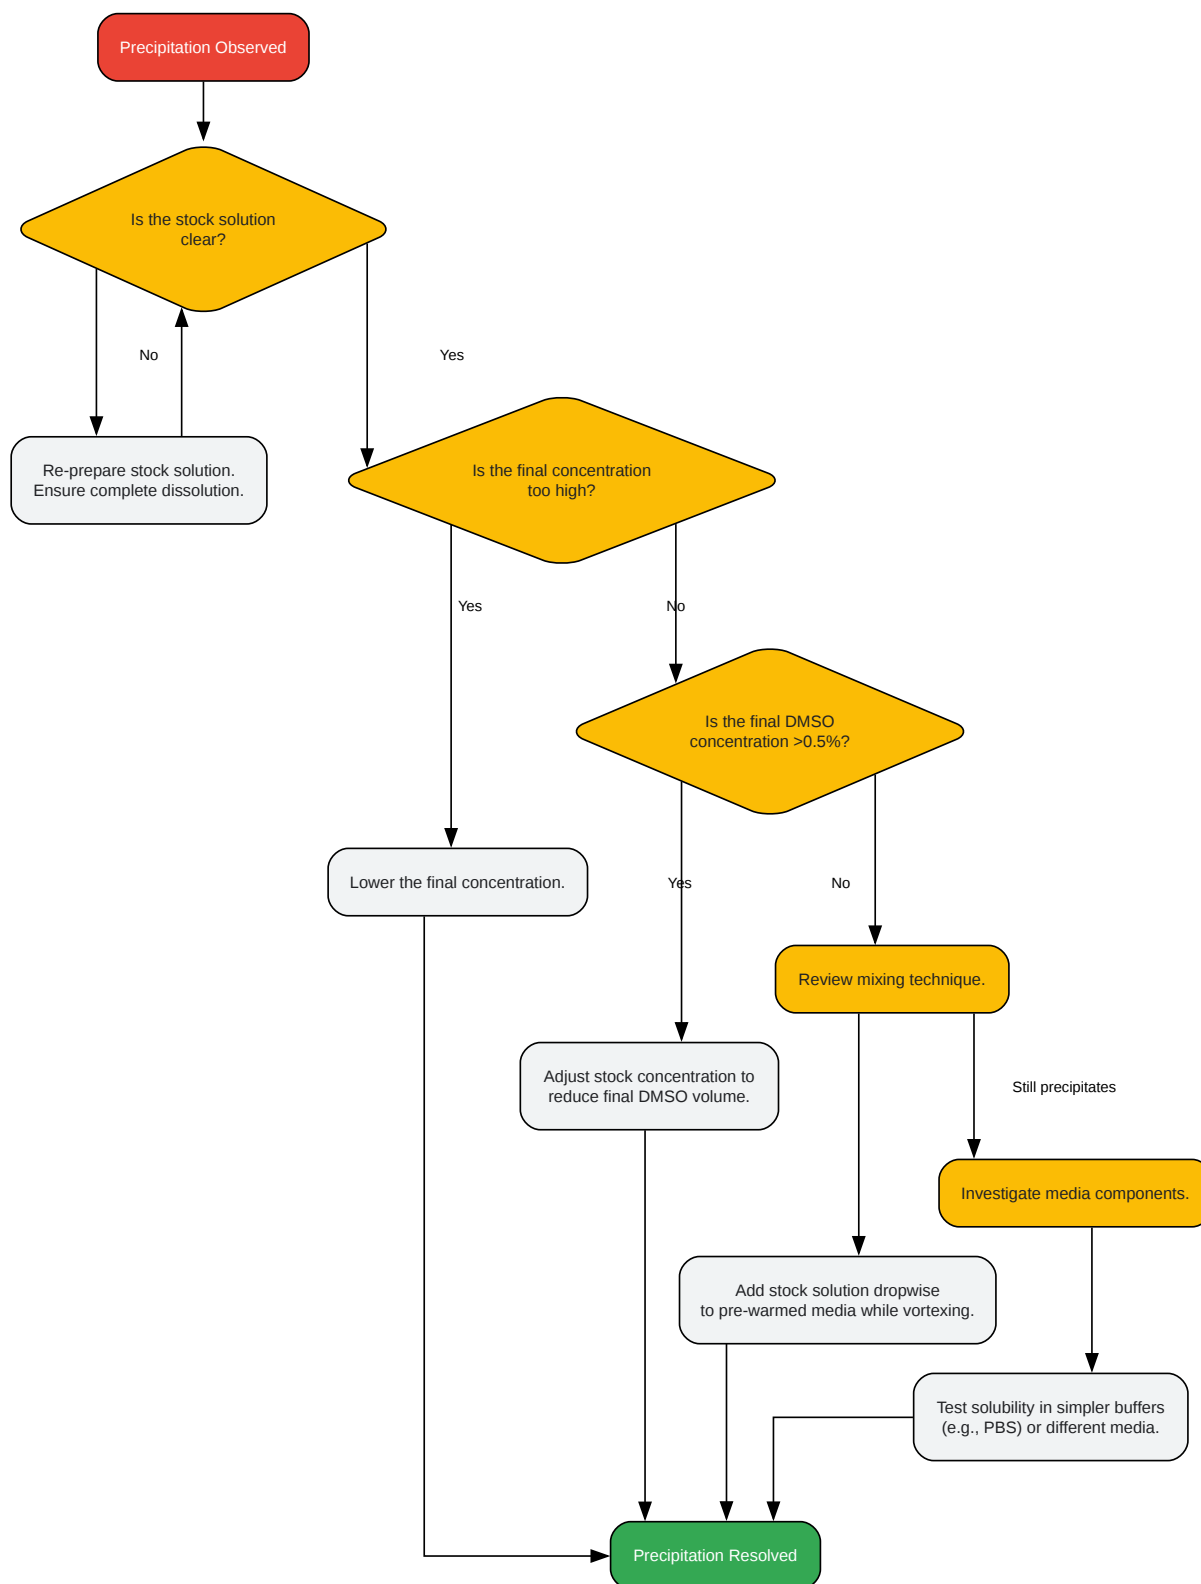 Precipitation Observed
Is the stock solution
clear?
No
Yes
Re-prepare stock solution.
Ensure complete dissolution.
Is the final concentration
too high?
Yes
No
Is the final DMSO
concentration >0.5%?
Lower the final concentration.
Yes
No
Review mixing technique.
Adjust stock concentration to
reduce final DMSO volume.
Still precipitates
Investigate media components.
Add stock solution dropwise
to pre-warmed media while vortexing.
Test solubility in simpler buffers
(e.g., PBS) or different media.
Precipitation Resolved